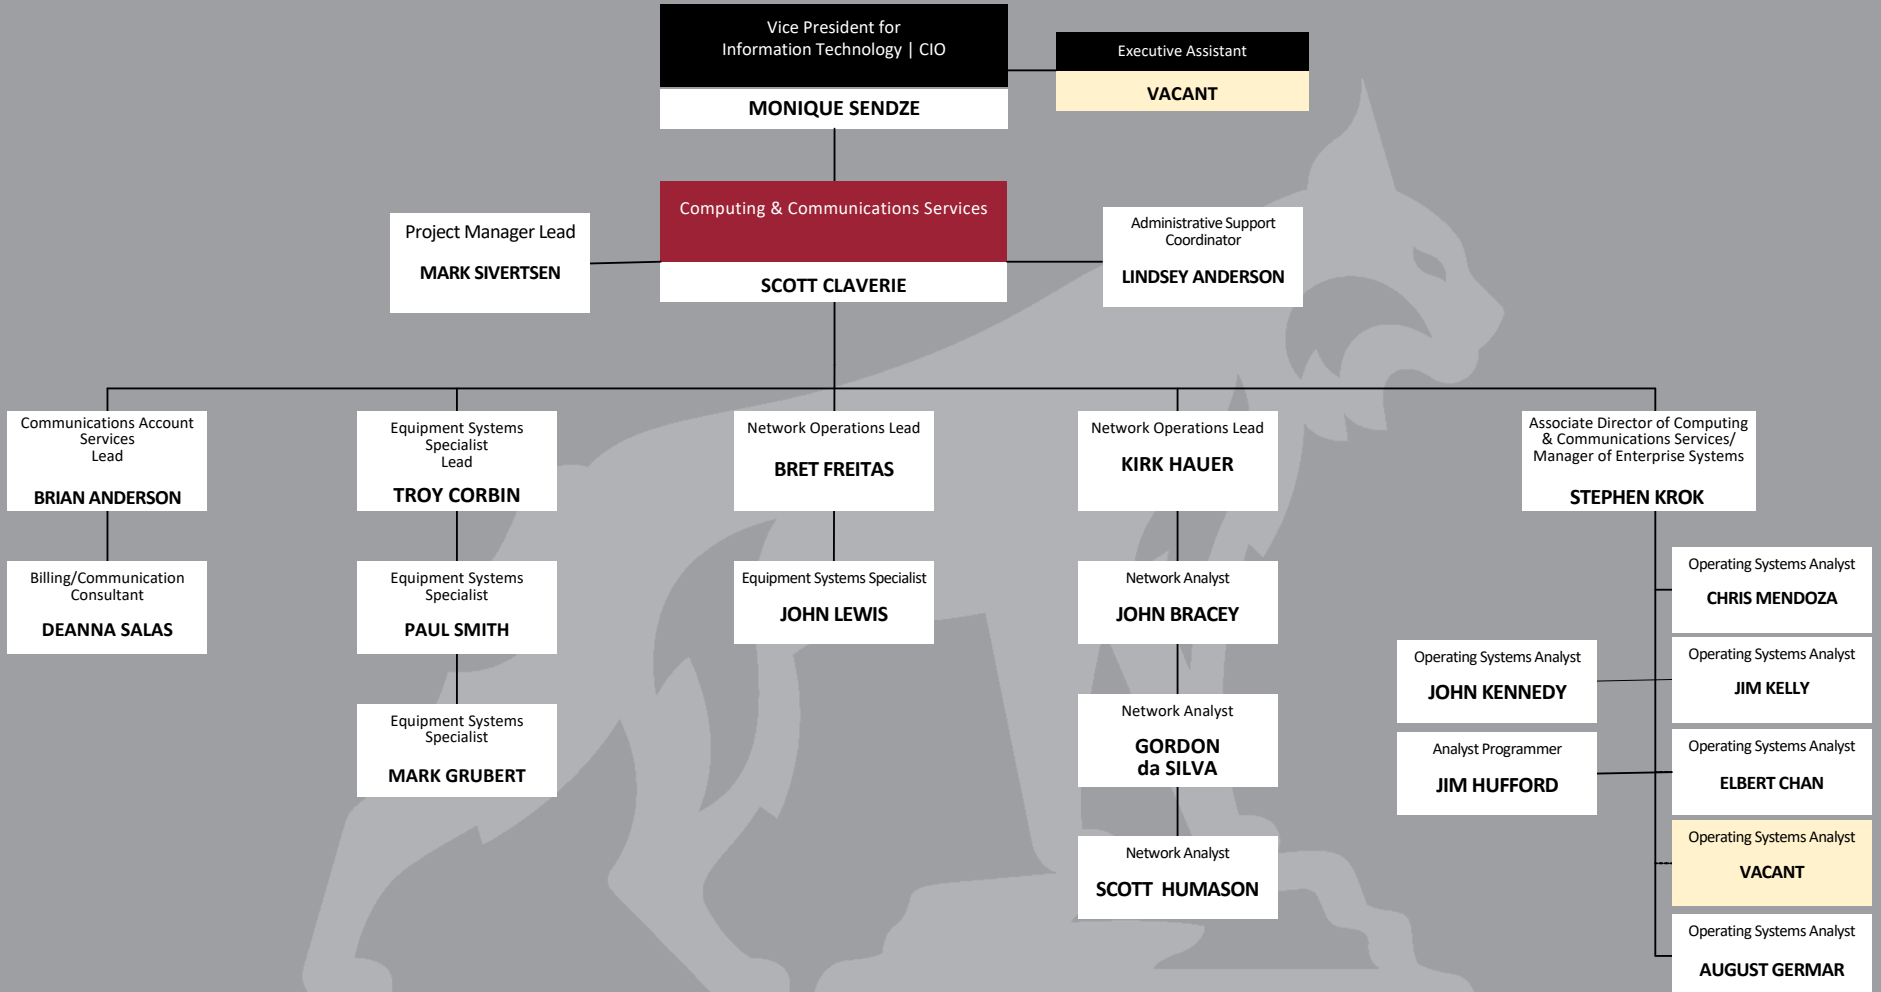 Vice President for
Information Technology | CIO
MONIQUE SENDZE
Executive Assistant
VACANT
Computing & Communications Services
SCOTT CLAVERIE
Project Manager Lead
MARK SIVERTSEN
Administrative Support
Coordinator
LINDSEY ANDERSON
Communications Account
Services
Lead
BRIAN ANDERSON
Billing/Communication
Consultant
DEANNA SALAS
Equipment Systems
Specialist
Lead
TROY CORBIN
Equipment Systems
Specialist
PAUL SMITH
Equipment Systems
Specialist
MARK GRUBERT
Network Operations Lead
BRET FREITAS
Equipment Systems Specialist
JOHN LEWIS
Network Operations Lead
KIRK HAUER
Network Analyst
JOHN BRACEY
Network Analyst
GORDON
da SILVA
Network Analyst
SCOTT HUMASON
Associate Director of Computing
& Communications Services/
Manager of Enterprise Systems
STEPHEN KROK
Operating Systems Analyst
CHRIS MENDOZA
Operating Systems Analyst
JOHN KENNEDY
Operating Systems Analyst
JIM KELLY
Analyst Programmer
JIM HUFFORD
Operating Systems Analyst
ELBERT CHAN
Operating Systems Analyst
VACANT
Operating Systems Analyst
AUGUST GERMAR